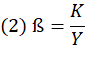 (2) ß = K/Y